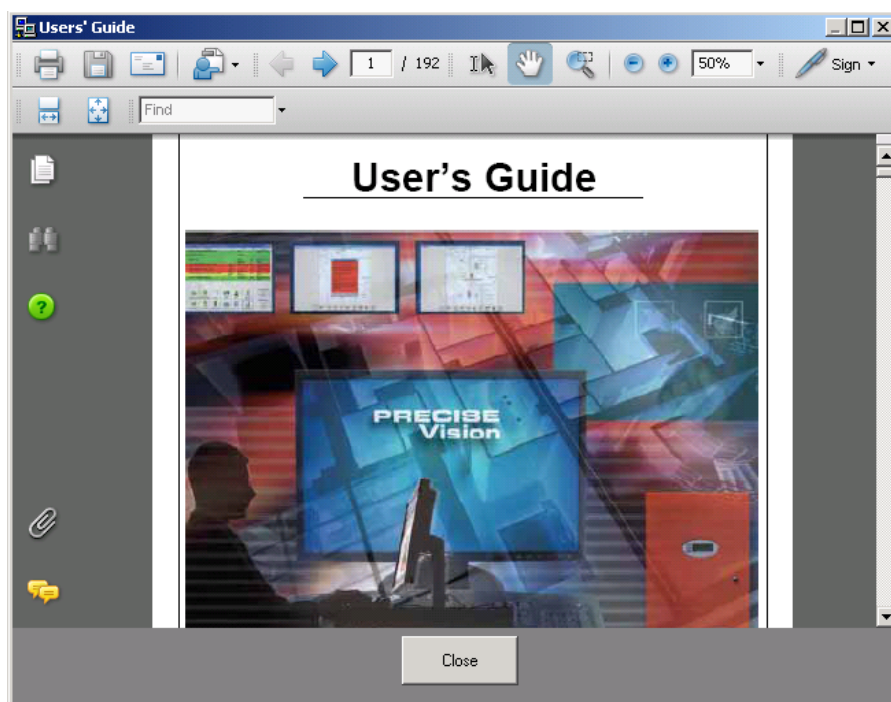 Users' Guide
1 / 192 50% Sign
Find
User's Guide
PRECISE
Vision
Close